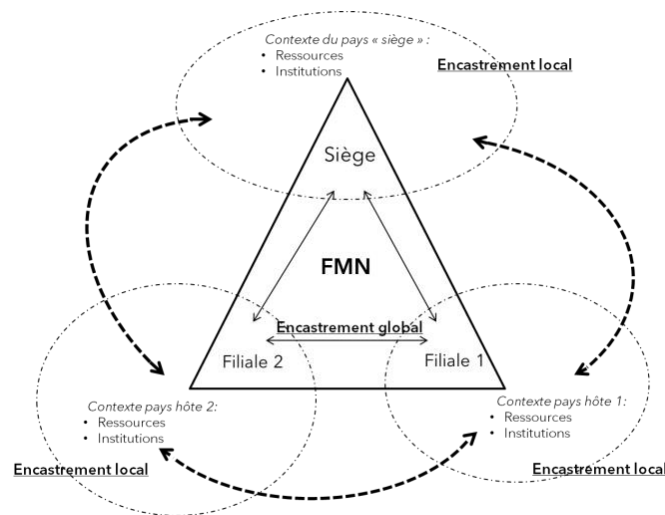 Contexte du pays « siège » :
• Ressources
• Institutions
Encastrement local
Siège
FMN
Encastrement global
Filiale 2
Filiale 1
Contexte pays hôte 2:
• Ressources
• Institutions
Encastrement local
Contexte pays hôte 1:
• Ressources
• Institutions
Encastrement local